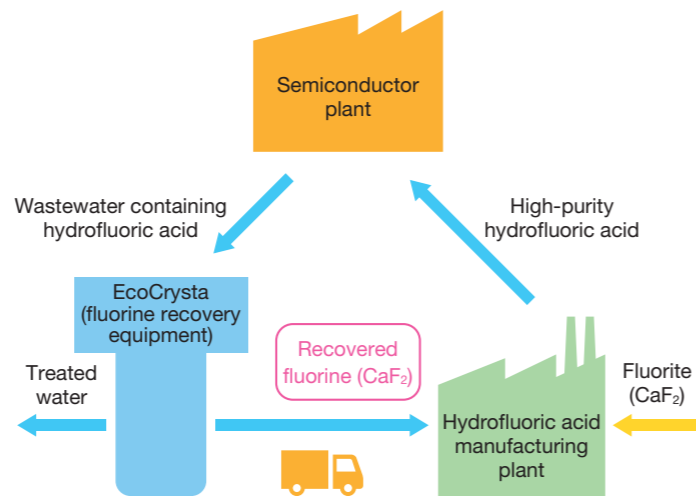 Semiconductor
plant
Wastewater containing
hydrofluoric acid
High-purity
hydrofluoric acid
EcoCrysta
(fluorine recovery
equipment)
Recovered
fluorine (CaF₂)
Treated
water
Fluorite
(CaF₂)
Hydrofluoric acid
manufacturing
plant